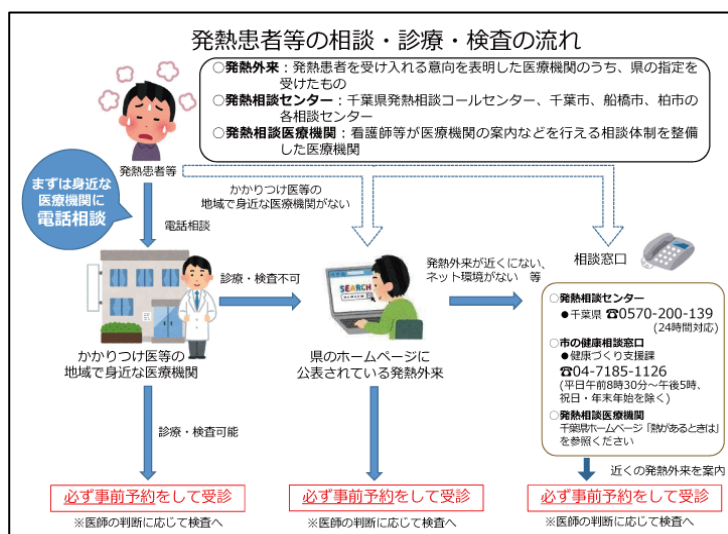 発熱患者等の相談・診療・検査の流れ
○発熱外来：発熱患者を受け入れる意向を表明した医療機関のうち、県の指定を
受けたもの
○発熱相談センター：千葉県発熱相談コールセンター、千葉市、船橋市、柏市の
各相談センター
○発熱相談医療機関：看護師等が医療機関の案内などを行える相談体制を整備
した医療機関
発熱患者等
まずは身近な
医療機関に
電話相談
電話相談
かかりつけ医等の
地域で身近な医療機関がない
診療・検査不可
SEARCH
発熱外来が近くにない、
ネット環境がない 等
相談窓口
かかりつけ医等の
地域で身近な医療機関
県のホームページに
公表されている発熱外来
○発熱相談センター
●千葉県 ☎0570-200-139
(24時間対応)
○市の健康相談窓口
●健康づくり支援課
☎04-7185-1126
(平日午前8時30分～午後5時、
祝日・年末年始を除く)
○発熱相談医療機関
千葉県ホームページ「熱があるときは」
を参照ください
診療・検査可能
近くの発熱外来を案内
必ず事前予約をして受診
※医師の判断に応じて検査へ
必ず事前予約をして受診
※医師の判断に応じて検査へ
必ず事前予約をして受診
※医師の判断に応じて検査へ